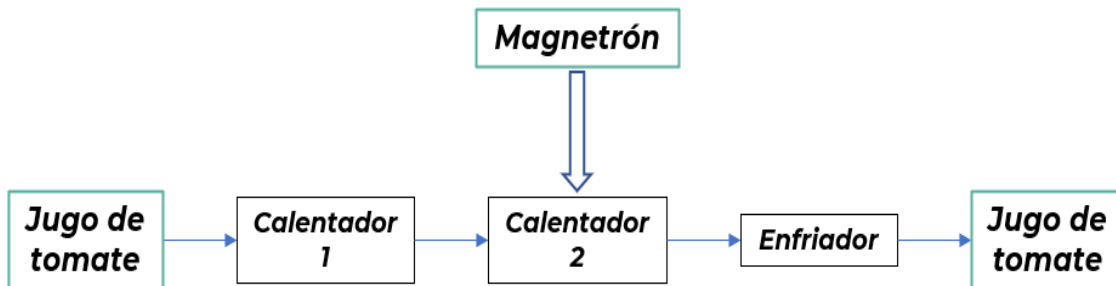 Magnetrón
Jugo de
tomate
Calentador
1
Calentador
2
Enfriador
Jugo de
tomate